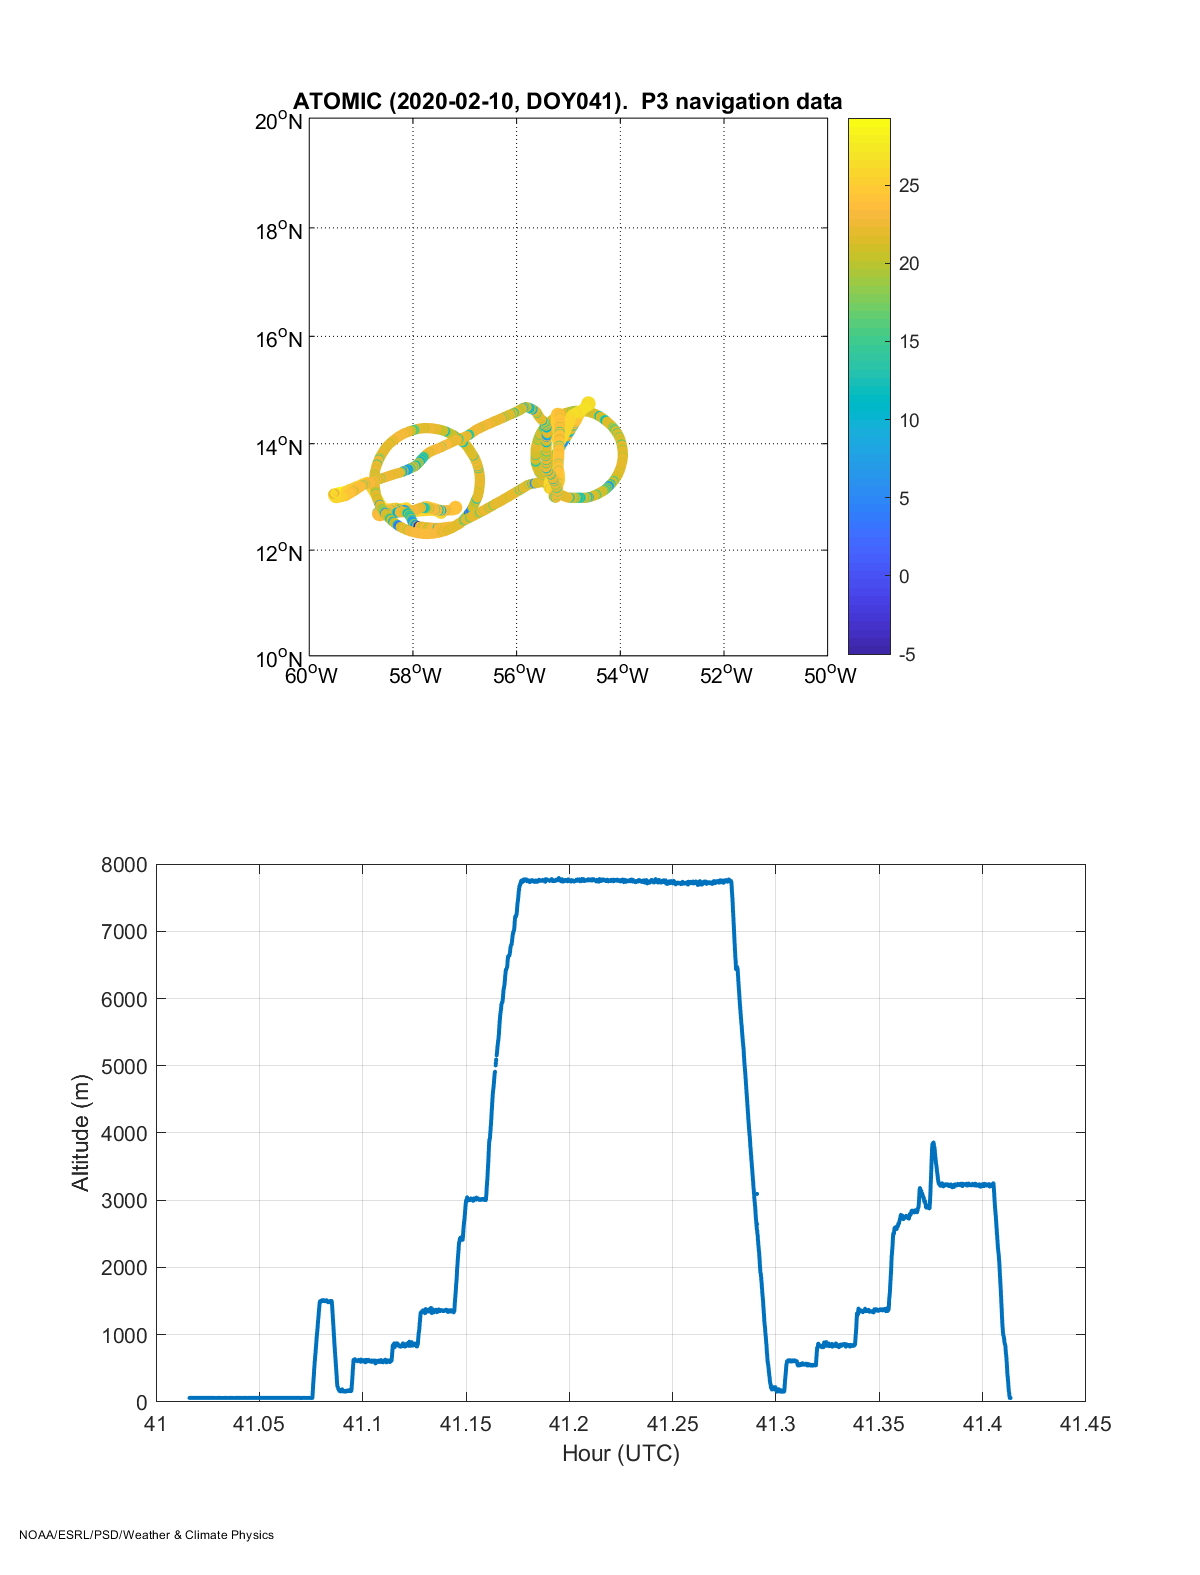 ATOMIC (2020-02-10, DOY041).  P3 navigation data
20°N
18°N
16°N
14°N
12°N
10°N
60°W 58°W 56°W 54°W 52°W 50°W
25
20
15
10
5
0
-5
8000
7000
6000
5000
4000
3000
2000
1000
0
Altitude (m)
41 41.05 41.1 41.15 41.2 41.25 41.3 41.35 41.4 41.45
Hour (UTC)
NOAA/ESRL/PSD/Weather & Climate Physics